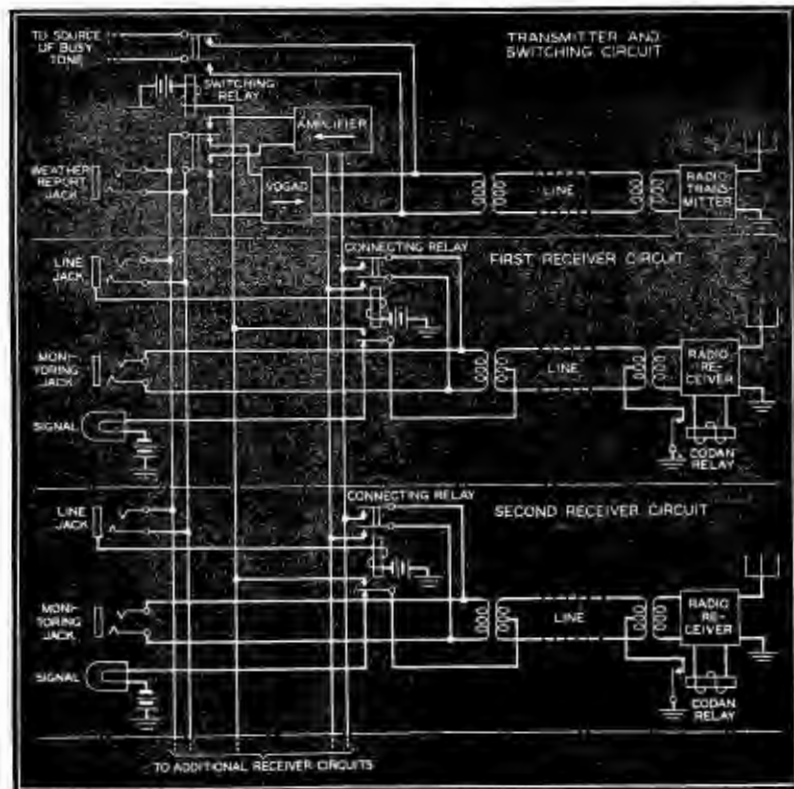 TO SOURCE
OF BUSY
TONE
TRANSMITTER AND
SWITCHING CIRCUIT
SWITCHING
RELAY
AMPLIFIER
WEATHER
REPORT
JACK
VOGAD
LINE
RADIO
TRANS-
MITTER
CONNECTING RELAY
FIRST RECEIVER CIRCUIT
LINE
JACK
MONI-
TORING
JACK
LINE
RADIO
RE-
CEIVER
SIGNAL
CODAN
RELAY
CONNECTING RELAY
SECOND RECEIVER CIRCUIT
LINE
JACK
MONI-
TORING
JACK
LINE
RADIO
RE-
CEIVER
SIGNAL
CODAN
RELAY
TO ADDITIONAL RECEIVER CIRCUITS